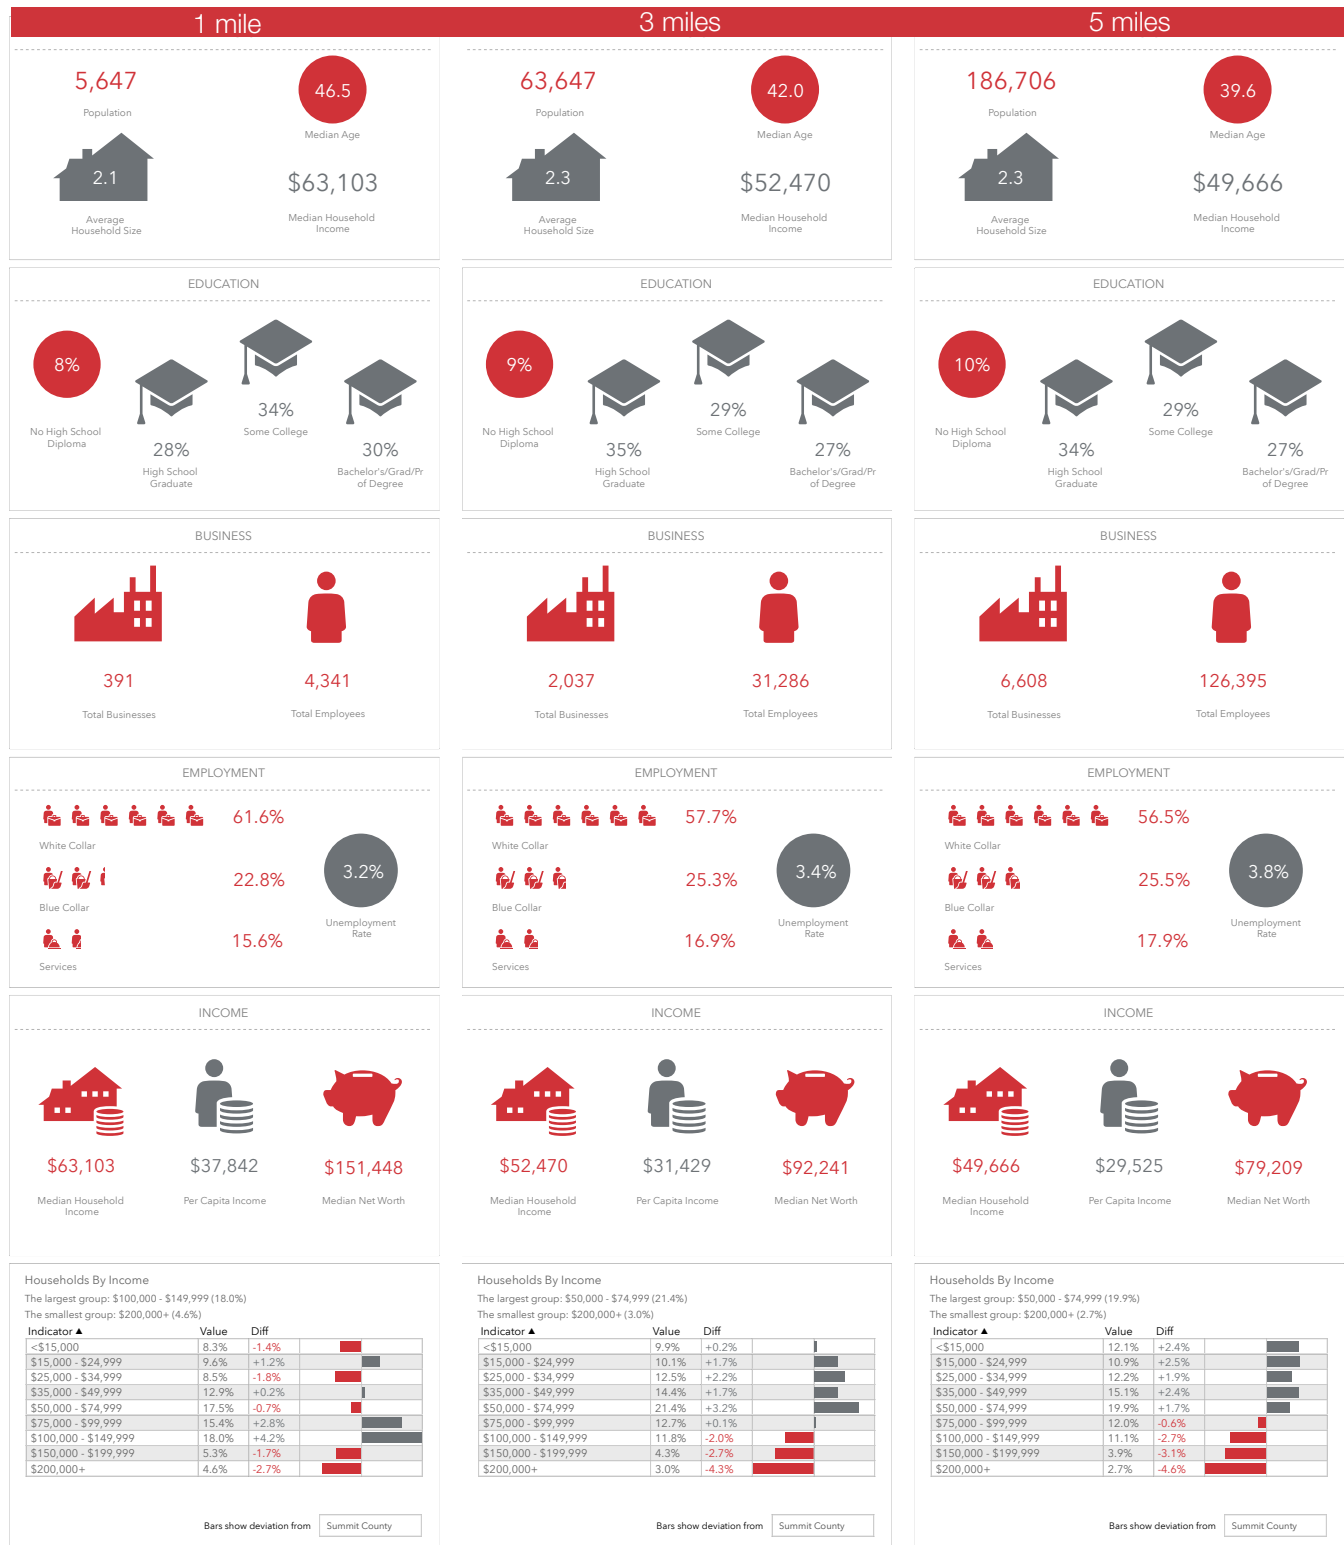 1 mile
5,647
Population
46.5
Median Age
2.1
Average
Household Size
$63,103
Median Household
Income
EDUCATION
8%
No High School
Diploma
28%
High School
Graduate
34%
Some College
30%
Bachelor's/Grad/Pr
of Degree
BUSINESS
391
Total Businesses
4,341
Total Employees
EMPLOYMENT
61.6%
White Collar
22.8%
Blue Collar
15.6%
Services
3.2%
Unemployment
Rate
INCOME
$63,103
Median Household
Income
$37,842
Per Capita Income
$151,448
Median Net Worth
Households By Income
The largest group: $100,000 - $149,999 (18.0%)
The smallest group: $200,000+ (4.6%)
Indicator ▲ Value Diff
<$15,000 8.3% -1.4%
$15,000 - $24,999 9.6% +1.2%
$25,000 - $34,999 8.5% -1.8%
$35,000 - $49,999 12.9% +0.2%
$50,000 - $74,999 17.5% -0.7%
$75,000 - $99,999 15.4% +2.8%
$100,000 - $149,999 18.0% +4.2%
$150,000 - $199,999 5.3% -1.7%
$200,000+ 4.6% -2.7%
Bars show deviation from Summit County
3 miles
63,647
Population
42.0
Median Age
2.3
Average
Household Size
$52,470
Median Household
Income
EDUCATION
9%
No High School
Diploma
35%
High School
Graduate
29%
Some College
27%
Bachelor's/Grad/Pr
of Degree
BUSINESS
2,037
Total Businesses
31,286
Total Employees
EMPLOYMENT
57.7%
White Collar
25.3%
Blue Collar
16.9%
Services
3.4%
Unemployment
Rate
INCOME
$52,470
Median Household
Income
$31,429
Per Capita Income
$92,241
Median Net Worth
Households By Income
The largest group: $50,000 - $74,999 (21.4%)
The smallest group: $200,000+ (3.0%)
Indicator ▲ Value Diff
<$15,000 9.9% +0.2%
$15,000 - $24,999 10.1% +1.7%
$25,000 - $34,999 12.5% +2.2%
$35,000 - $49,999 14.4% +1.7%
$50,000 - $74,999 21.4% +3.2%
$75,000 - $99,999 12.7% +0.1%
$100,000 - $149,999 11.8% -2.0%
$150,000 - $199,999 4.3% -2.7%
$200,000+ 3.0% -4.3%
Bars show deviation from Summit County
5 miles
186,706
Population
39.6
Median Age
2.3
Average
Household Size
$49,666
Median Household
Income
EDUCATION
10%
No High School
Diploma
34%
High School
Graduate
29%
Some College
27%
Bachelor's/Grad/Pr
of Degree
BUSINESS
6,608
Total Businesses
126,395
Total Employees
EMPLOYMENT
56.5%
White Collar
25.5%
Blue Collar
17.9%
Services
3.8%
Unemployment
Rate
INCOME
$49,666
Median Household
Income
$29,525
Per Capita Income
$79,209
Median Net Worth
Households By Income
The largest group: $50,000 - $74,999 (19.9%)
The smallest group: $200,000+ (2.7%)
Indicator ▲ Value Diff
<$15,000 12.1% +2.4%
$15,000 - $24,999 10.9% +2.5%
$25,000 - $34,999 12.2% +1.9%
$35,000 - $49,999 15.1% +2.4%
$50,000 - $74,999 19.9% +1.7%
$75,000 - $99,999 12.0% -0.6%
$100,000 - $149,999 11.1% -2.7%
$150,000 - $199,999 3.9% -3.1%
$200,000+ 2.7% -4.6%
Bars show deviation from Summit County